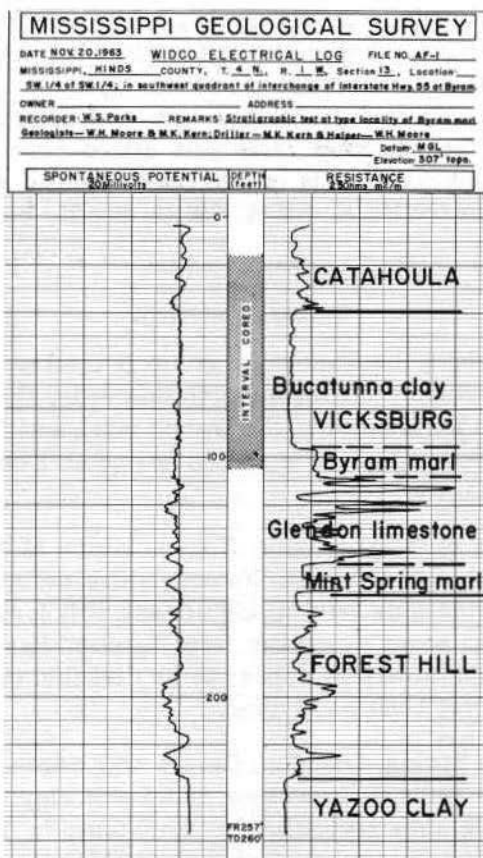 MISSISSIPPI GEOLOGICAL SURVEY
DATE NOV. 20, 1963 WIDCO ELECTRICAL LOG FILE NO. AF-1
MISSISSIPPI, HINDS COUNTY, T. 4 N., R. 1 W., Section 13, Location:
SW.1/4 of SW.1/4; in southwest quadrant of interchange of Interstate Hwy. 55 at Byram
OWNER ADDRESS
RECORDER: W.S. Parks REMARKS: Stratigraphic test at type locality of Byram marl
Geologists—W.H. Moore & M.K. Kern; Driller—M.K. Kern & Helper—W.H. Moore
Datum: MGL
Elevation 307' topo.
SPONTANEOUS POTENTIAL DEPTH RESISTANCE
20 Millivolts (feet) 25 Ohms m²/m
0
CATAHOULA
INTERVAL CORED
Bucatunna clay
VICKSBURG
100
Byram marl
Glendon limestone
Mint Spring marl
FOREST HILL
200
YAZOO CLAY
FR257'
TD260'